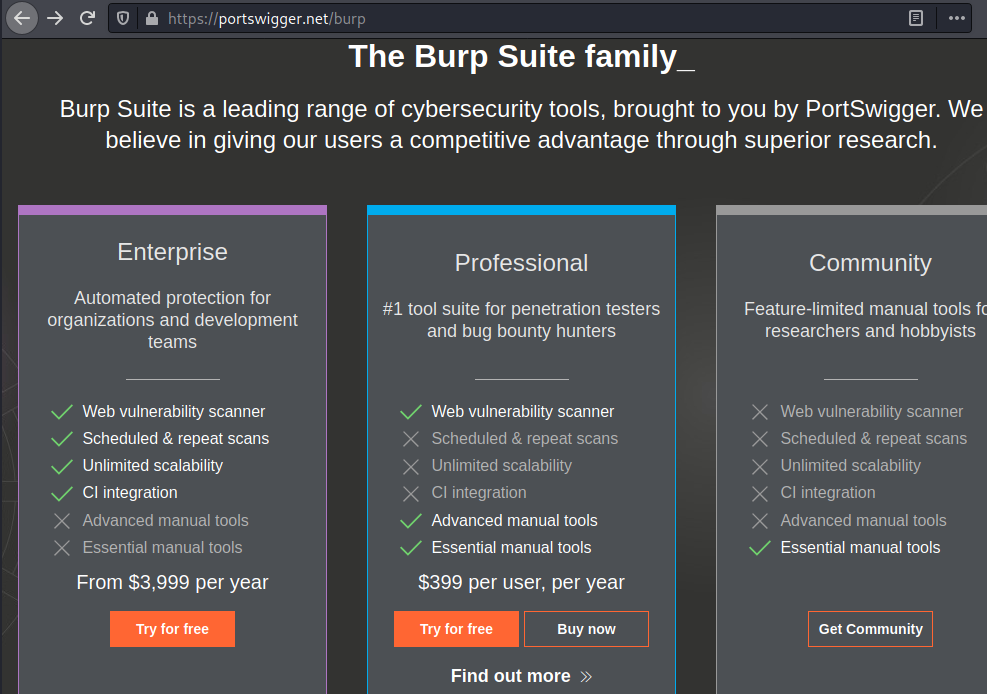 https://portswigger.net/burp
The Burp Suite family_
Burp Suite is a leading range of cybersecurity tools, brought to you by PortSwigger. We
believe in giving our users a competitive advantage through superior research.
Enterprise
Automated protection for
organizations and development
teams
Web vulnerability scanner
Scheduled & repeat scans
Unlimited scalability
CI integration
Advanced manual tools
Essential manual tools
From $3,999 per year
Try for free
Professional
#1 tool suite for penetration testers
and bug bounty hunters
Web vulnerability scanner
Scheduled & repeat scans
Unlimited scalability
CI integration
Advanced manual tools
Essential manual tools
$399 per user, per year
Try for free
Buy now
Find out more
Community
Feature-limited manual tools fo
researchers and hobbyists
Web vulnerability scanner
Scheduled & repeat scans
Unlimited scalability
CI integration
Advanced manual tools
Essential manual tools
Get Community